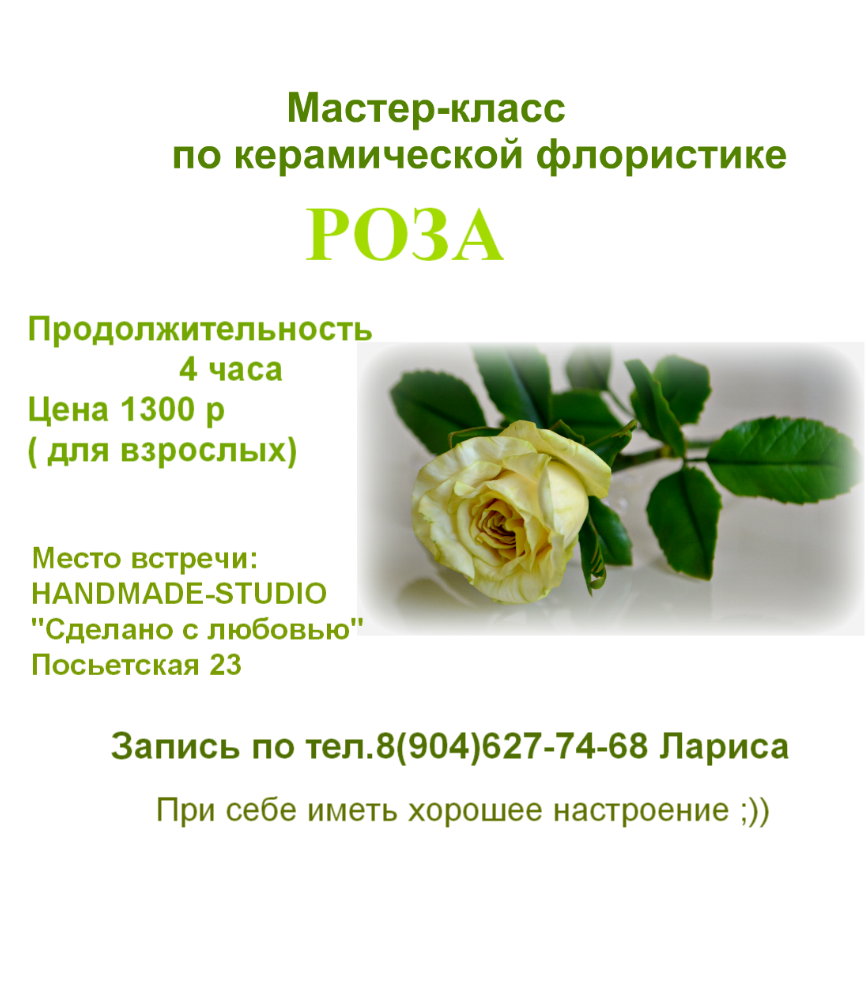 Мастер-класс
по керамической флористике
РОЗА
Продолжительность
4 часа
Цена 1300 р
( для взрослых)
Место встречи:
HANDMADE-STUDIO
"Сделано с любовью"
Посьетская 23
Запись по тел.8(904)627-74-68 Лариса
При себе иметь хорошее настроение ;))